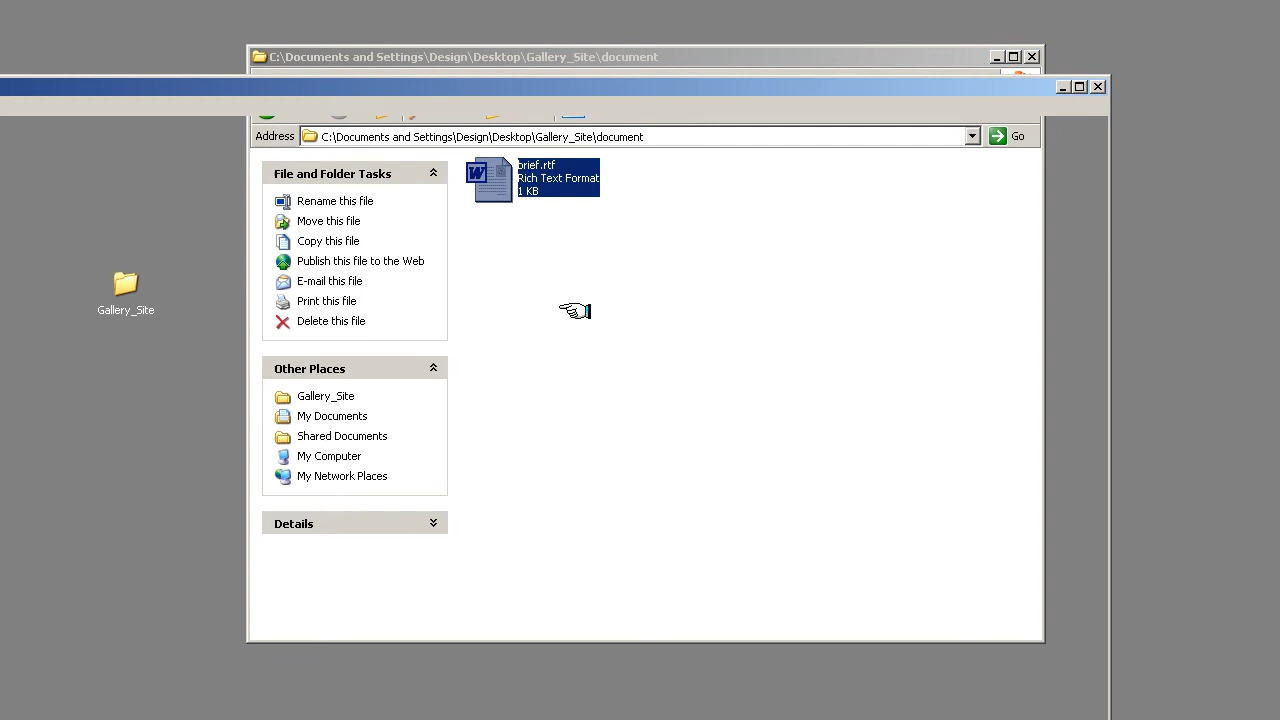 C:\Documents and Settings\Design\Desktop\Gallery_Site\document
Address
C:\Documents and Settings\Design\Desktop\Gallery_Site\document
Go
File and Folder Tasks
Rename this file
Move this file
Copy this file
Publish this file to the Web
E-mail this file
Print this file
Delete this file
Other Places
Gallery_Site
My Documents
Shared Documents
My Computer
My Network Places
Details
W
brief.rtf
Rich Text Format
1 KB
Gallery_Site